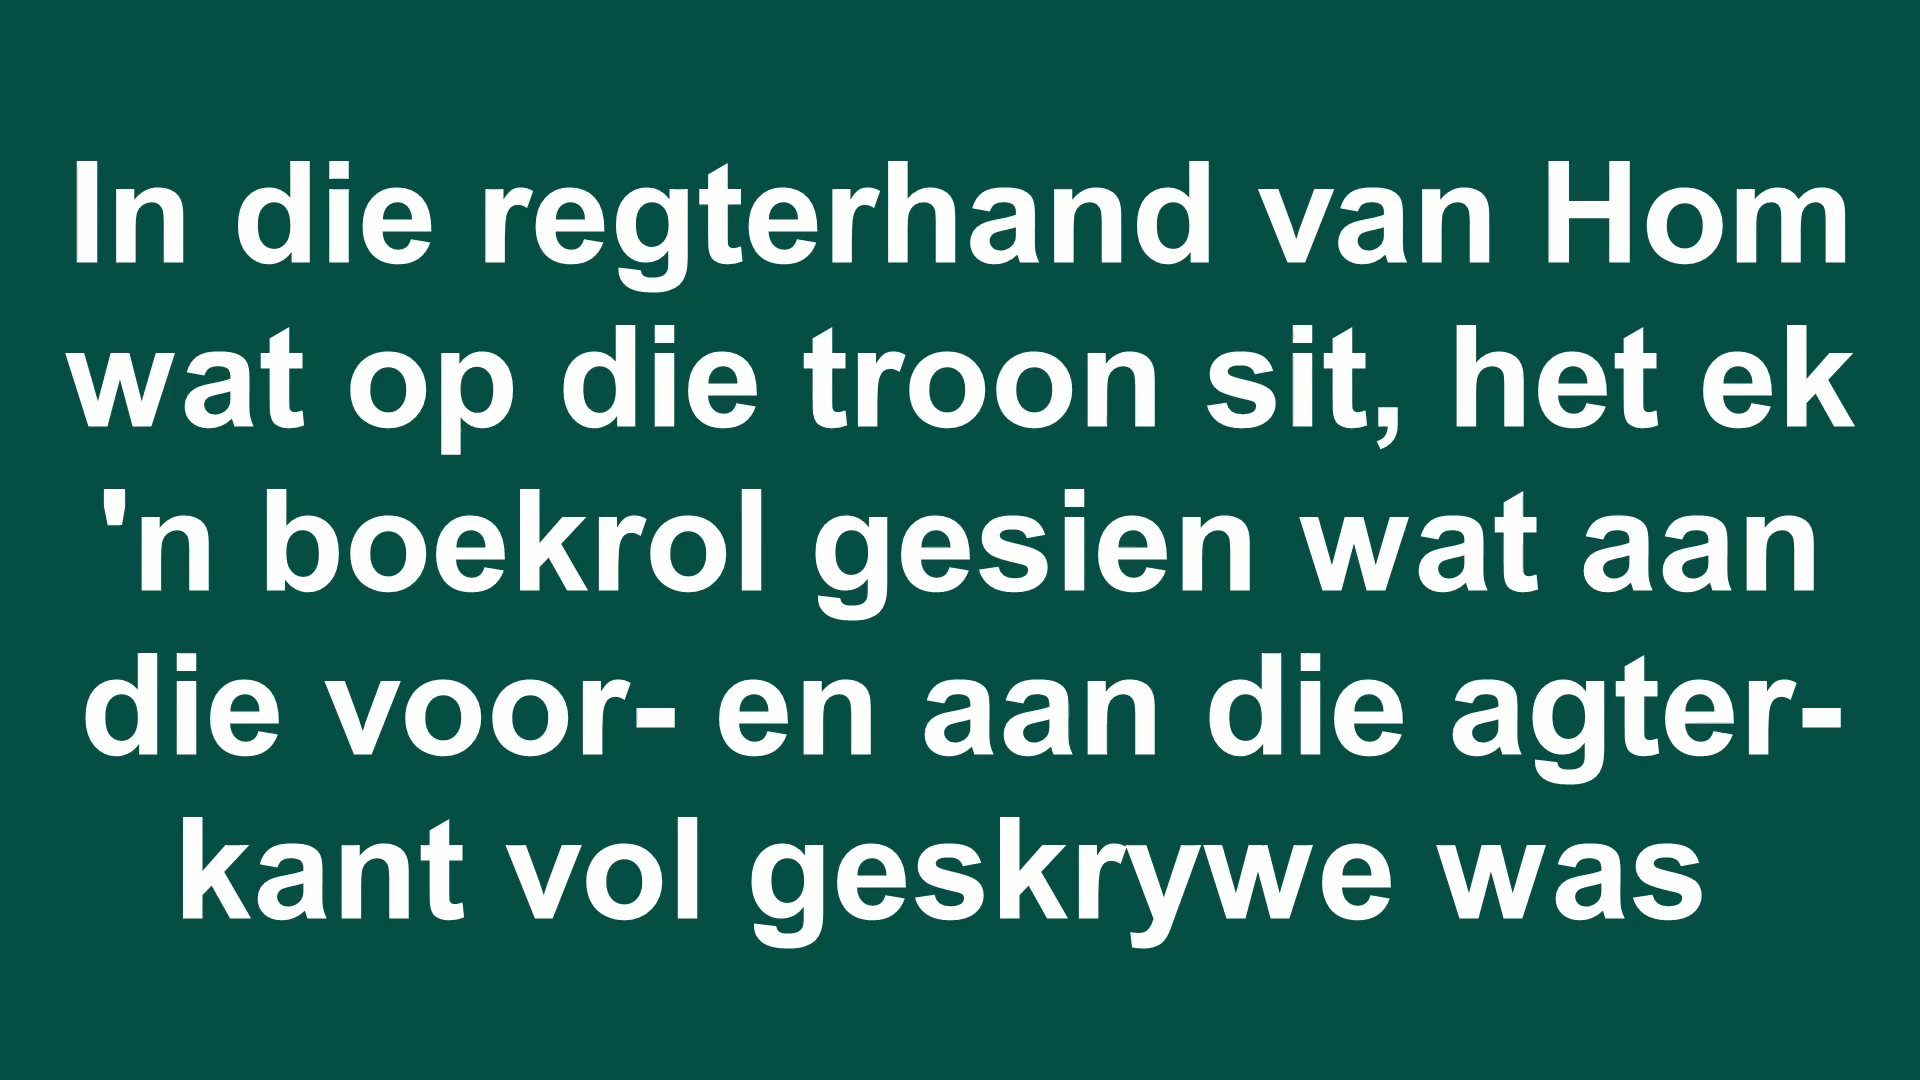 In die regterhand van Hom
wat op die troon sit, het ek
'n boekrol gesien wat aan
die voor- en aan die agter-
kant vol geskrywe was